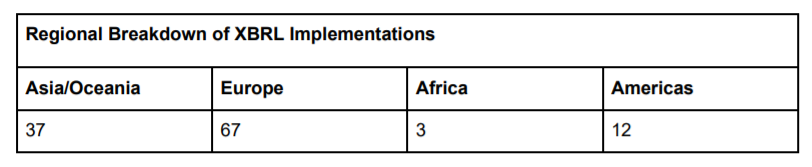 Regional Breakdown of XBRL Implementations
Asia/Oceania Europe Africa Americas
37 67 3 12